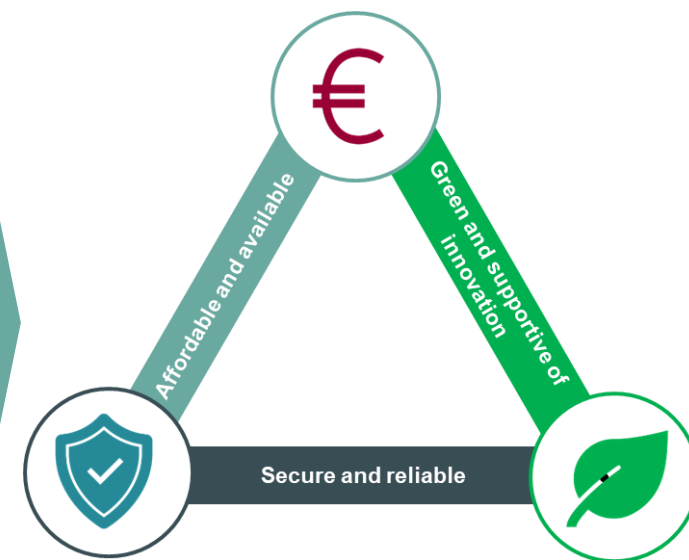 €
Affordable and available
Green and supportive of
innovation
Secure and reliable